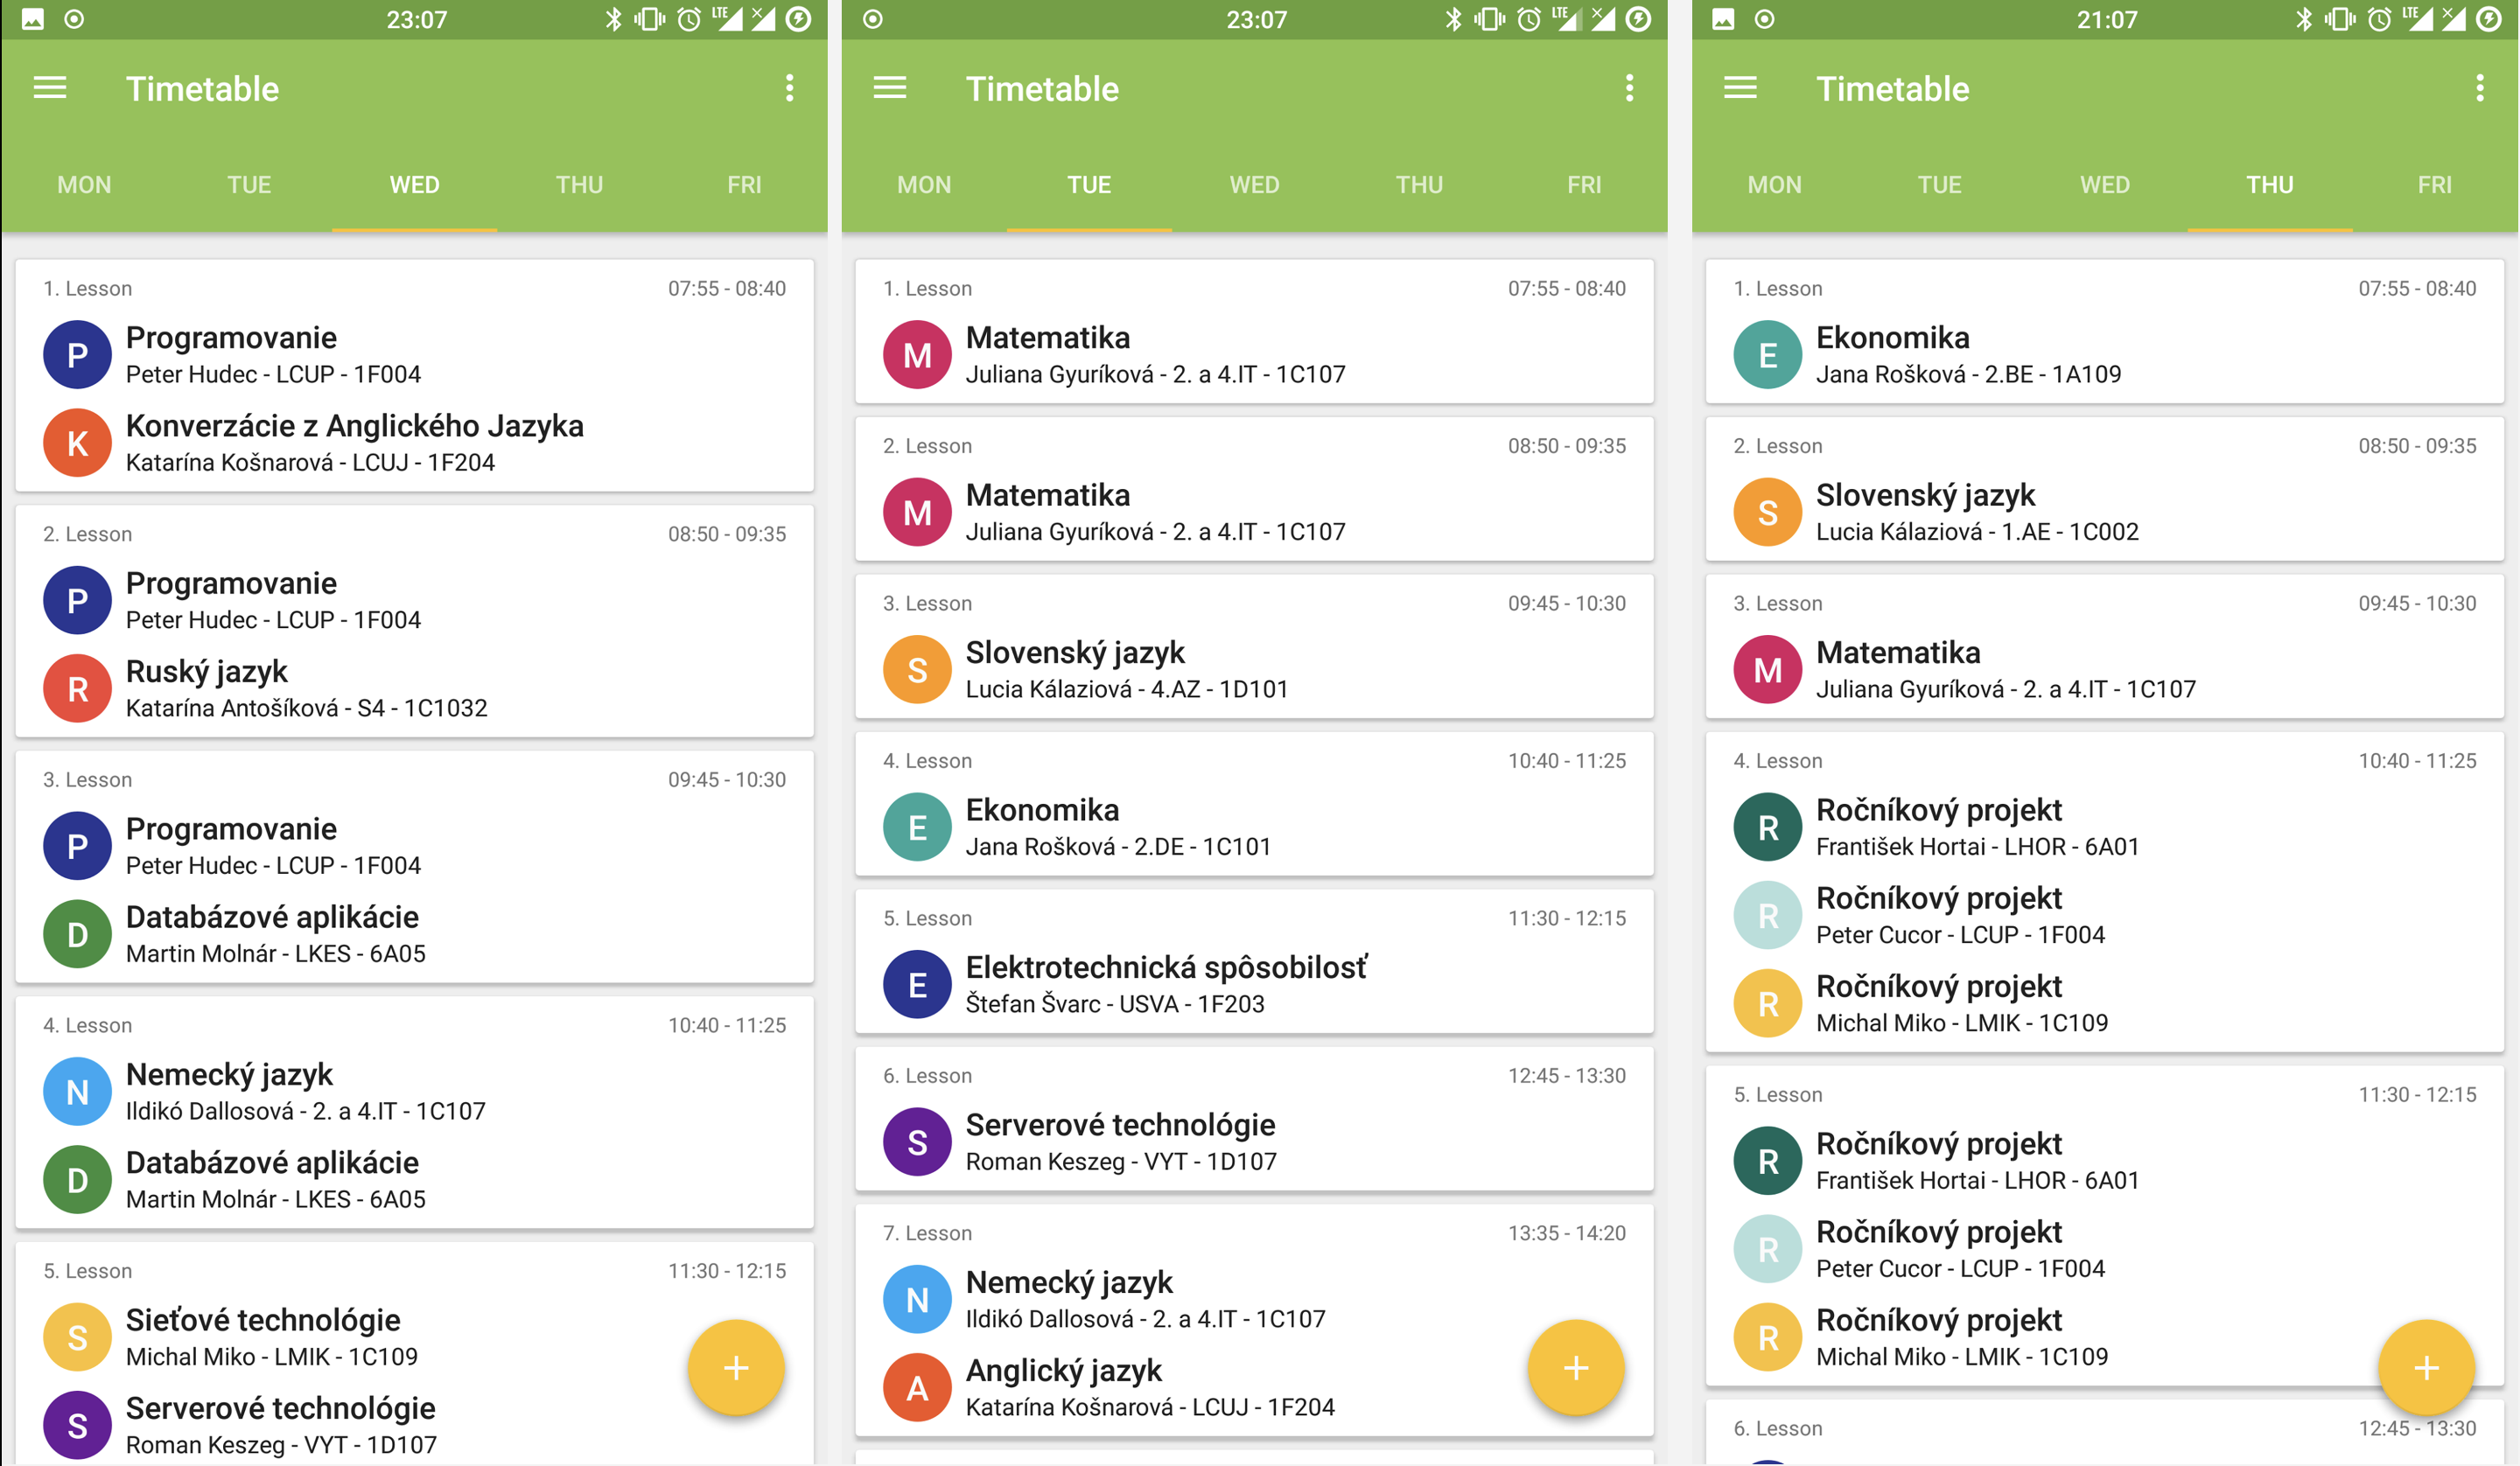 23:07
LTE
Timetable
MON TUE WED THU FRI
1. Lesson 07:55 - 08:40
P Programovanie
Peter Hudec - LCUP - 1F004
K Konverzácie z Anglického Jazyka
Katarína Košnarová - LCUJ - 1F204
2. Lesson 08:50 - 09:35
P Programovanie
Peter Hudec - LCUP - 1F004
R Ruský jazyk
Katarína Antošíková - S4 - 1C1032
3. Lesson 09:45 - 10:30
P Programovanie
Peter Hudec - LCUP - 1F004
D Databázové aplikácie
Martin Molnár - LKES - 6A05
4. Lesson 10:40 - 11:25
N Nemecký jazyk
Ildikó Dallosová - 2. a 4.IT - 1C107
D Databázové aplikácie
Martin Molnár - LKES - 6A05
5. Lesson 11:30 - 12:15
S Sieťové technológie
Michal Miko - LMIK - 1C109
S Serverové technológie
Roman Keszeg - VYT - 1D107
23:07
LTE
Timetable
MON TUE WED THU FRI
1. Lesson 07:55 - 08:40
M Matematika
Juliana Gyuríková - 2. a 4.IT - 1C107
2. Lesson 08:50 - 09:35
M Matematika
Juliana Gyuríková - 2. a 4.IT - 1C107
3. Lesson 09:45 - 10:30
S Slovenský jazyk
Lucia Kálaziová - 4.AZ - 1D101
4. Lesson 10:40 - 11:25
E Ekonomika
Jana Rošková - 2.DE - 1C101
5. Lesson 11:30 - 12:15
E Elektrotechnická spôsobilosť
Štefan Švarc - USVA - 1F203
6. Lesson 12:45 - 13:30
S Serverové technológie
Roman Keszeg - VYT - 1D107
7. Lesson 13:35 - 14:20
N Nemecký jazyk
Ildikó Dallosová - 2. a 4.IT - 1C107
A Anglický jazyk
Katarína Košnarová - LCUJ - 1F204
21:07
LTE
Timetable
MON TUE WED THU FRI
1. Lesson 07:55 - 08:40
E Ekonomika
Jana Rošková - 2.BE - 1A109
2. Lesson 08:50 - 09:35
S Slovenský jazyk
Lucia Kálaziová - 1.AE - 1C002
3. Lesson 09:45 - 10:30
M Matematika
Juliana Gyuríková - 2. a 4.IT - 1C107
4. Lesson 10:40 - 11:25
R Ročníkový projekt
František Hortai - LHOR - 6A01
R Ročníkový projekt
Peter Cucor - LCUP - 1F004
R Ročníkový projekt
Michal Miko - LMIK - 1C109
5. Lesson 11:30 - 12:15
R Ročníkový projekt
František Hortai - LHOR - 6A01
R Ročníkový projekt
Peter Cucor - LCUP - 1F004
R Ročníkový projekt
Michal Miko - LMIK - 1C109
6. Lesson 12:45 - 13:30